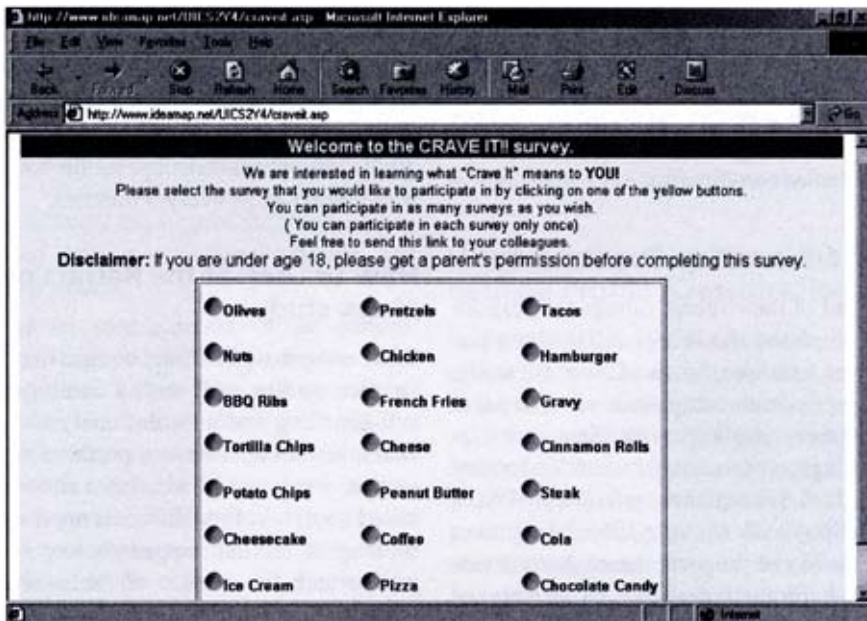 http://www.ideamap.net/UICS2Y4/craveit.asp - Microsoft Internet Explorer
File Edit View Favorites Tools Help
Back Forward Stop Refresh Home Search Favorites History Mail Print Edit Discuss
Address http://www.ideamap.net/UICS2Y4/craveit.asp Go
Welcome to the CRAVE IT!! survey.
We are interested in learning what "Crave It" means to YOU!
Please select the survey that you would like to participate in by clicking on one of the yellow buttons.
You can participate in as many surveys as you wish.
( You can participate in each survey only once)
Feel free to send this link to your colleagues.
Disclaimer: If you are under age 18, please get a parent's permission before completing this survey.
Olives Pretzels Tacos
Nuts Chicken Hamburger
BBQ Ribs French Fries Gravy
Tortilla Chips Cheese Cinnamon Rolls
Potato Chips Peanut Butter Steak
Cheesecake Coffee Cola
Ice Cream Pizza Chocolate Candy
Internet